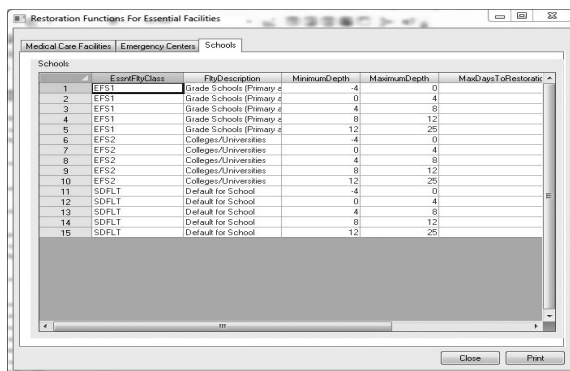 Restoration Functions For Essential Facilities
Medical Care Facilities Emergency Centers Schools
Schools
EssntFltyClass FltyDescription MinimumDepth MaximumDepth MaxDaysToRestoratic
1 EFS1 Grade Schools (Primary a -4 0
2 EFS1 Grade Schools (Primary a 0 4
3 EFS1 Grade Schools (Primary a 4 8
4 EFS1 Grade Schools (Primary a 8 12
5 EFS1 Grade Schools (Primary a 12 25
6 EFS2 Colleges/Universities -4 0
7 EFS2 Colleges/Universities 0 4
8 EFS2 Colleges/Universities 4 8
9 EFS2 Colleges/Universities 8 12
10 EFS2 Colleges/Universities 12 25
11 SDFLT Default for School -4 0
12 SDFLT Default for School 0 4
13 SDFLT Default for School 4 8
14 SDFLT Default for School 8 12
15 SDFLT Default for School 12 25
Close Print